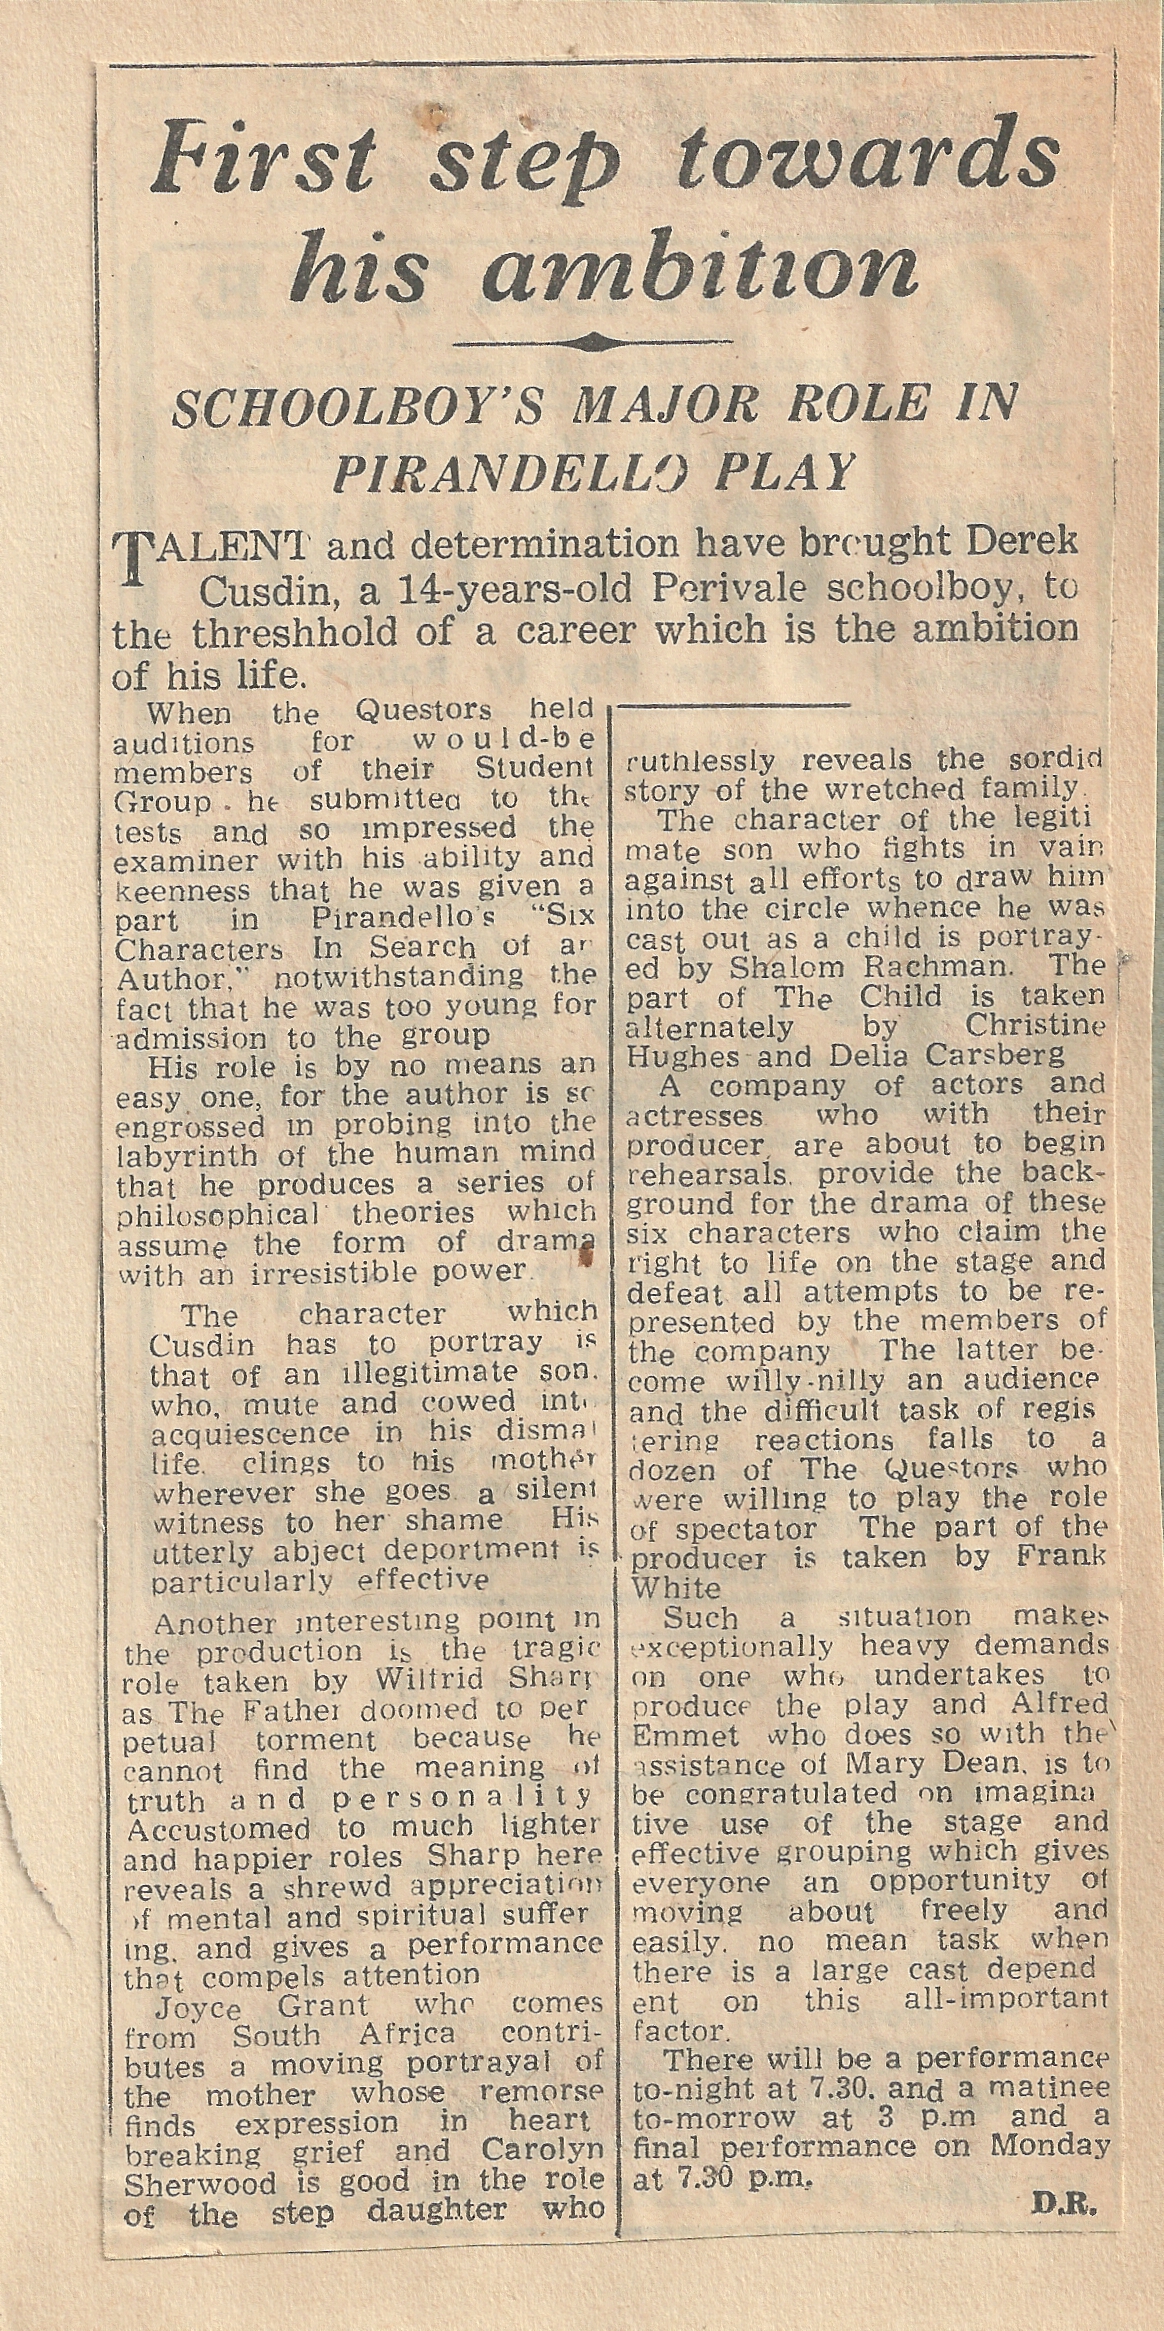 First step towards
his ambition
SCHOOLBOY'S MAJOR ROLE IN
PIRANDELLO PLAY
TALENT and determination have brought Derek
Cusdin, a 14-years-old Perivale schoolboy, to
the threshhold of a career which is the ambition
of his life.
When the Questors held
auditions for would-be
members of their Student
Group. he submitted to the
tests and so impressed the
examiner with his ability and
keenness that he was given a
part in Pirandello's "Six
Characters In Search of an
Author," notwithstanding the
fact that he was too young for
admission to the group
His role is by no means an
easy one, for the author is so
engrossed in probing into the
labyrinth of the human mind
that he produces a series of
philosophical theories which
assume the form of drama
with an irresistible power.
The character which
Cusdin has to portray is
that of an illegitimate son.
who, mute and cowed into
acquiescence in his dismal
life. clings to his mother
wherever she goes a silent
witness to her shame His
utterly abject deportment is
particularly effective
Another interesting point in
the production is the tragic
role taken by Wilfrid Sharp
as The Father doomed to per
petual torment because he
cannot find the meaning of
truth and personality
Accustomed to much lighter
and happier roles Sharp here
reveals a shrewd appreciation
of mental and spiritual suffer
ing. and gives a performance
that compels attention
Joyce Grant who comes
from South Africa contri-
butes a moving portrayal of
the mother whose remorse
finds expression in heart
breaking grief and Carolyn
Sherwood is good in the role
of the step daughter who
ruthlessly reveals the sordid
story of the wretched family.
The character of the legiti
mate son who fights in vain
against all efforts to draw him
into the circle whence he was
cast out as a child is portray-
ed by Shalom Rachman. The
part of The Child is taken
alternately by Christine
Hughes and Delia Carsberg
A company of actors and
actresses who with their
producer, are about to begin
rehearsals. provide the back-
ground for the drama of these
six characters who claim the
right to life on the stage and
defeat all attempts to be re-
presented by the members of
the company The latter be-
come willy-nilly an audience
and the difficult task of regis
tering reactions falls to a
dozen of The Questors who
were willing to play the role
of spectator The part of the
producer is taken by Frank
White
Such a situation makes
exceptionally heavy demands
on one who undertakes to
produce the play and Alfred
Emmet who does so with the
assistance of Mary Dean. is to
be congratulated on imagina
tive use of the stage and
effective grouping which gives
everyone an opportunity of
moving about freely and
easily. no mean task when
there is a large cast depend
ent on this all-important
factor.
There will be a performance
to-night at 7.30. and a matinee
to-morrow at 3 p.m and a
final performance on Monday
at 7.30 p.m.
D.R.